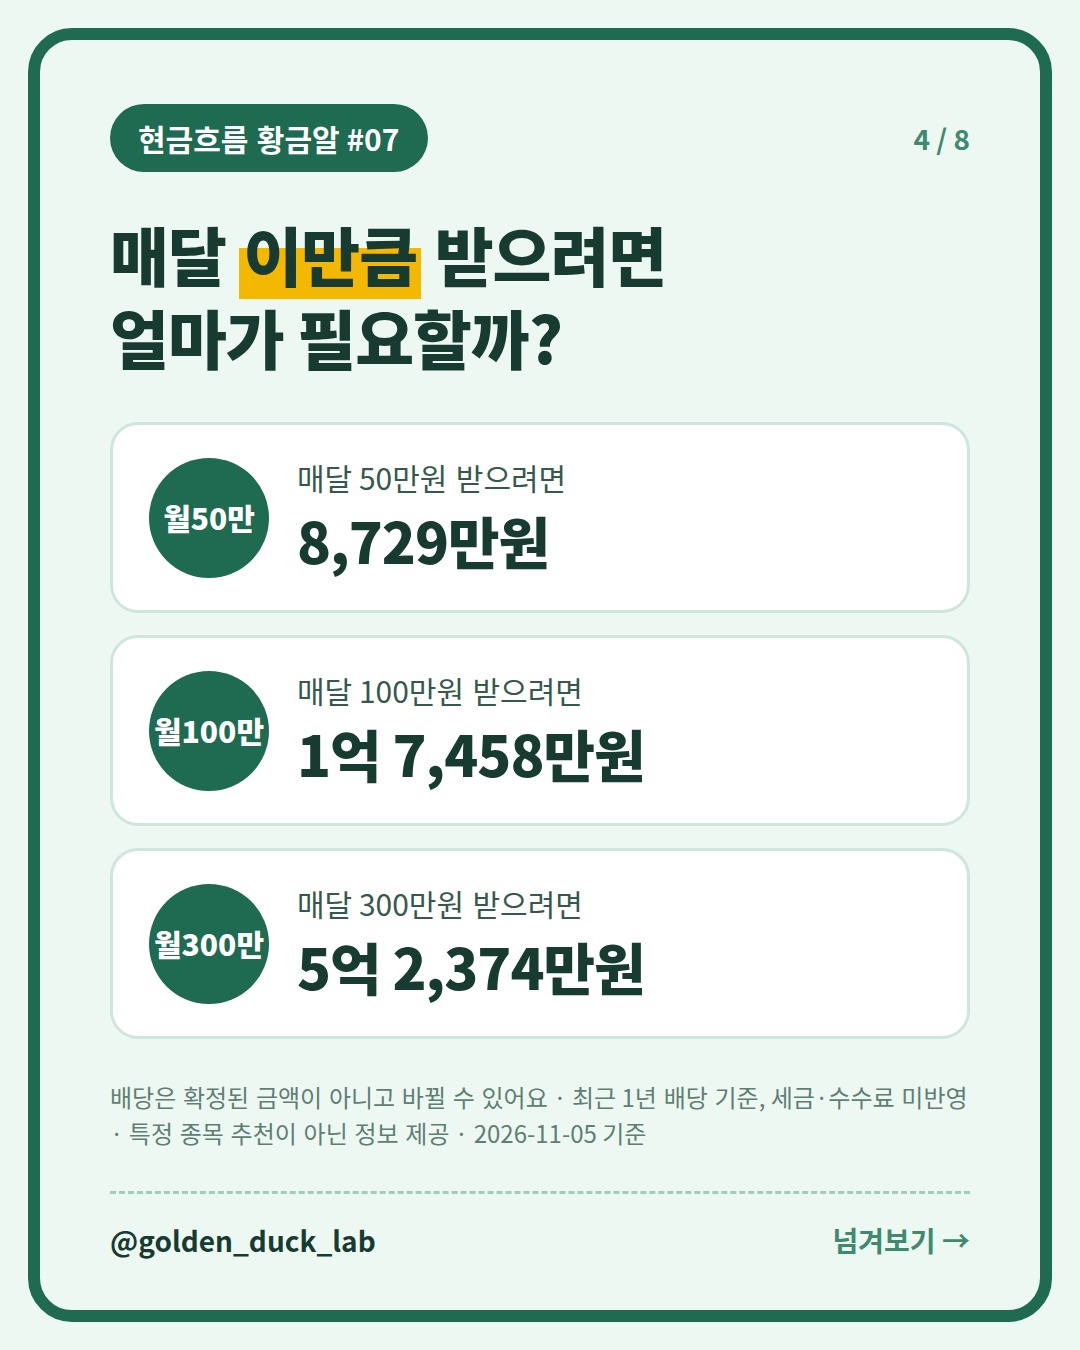 현금흐름 황금알 #07
4 / 8
매달 이만큼 받으려면
얼마가 필요할까?
월50만
매달 50만원 받으려면
8,729만원
월100만
매달 100만원 받으려면
1억 7,458만원
월300만
매달 300만원 받으려면
5억 2,374만원
배당은 확정된 금액이 아니고 바뀔 수 있어요 · 최근 1년 배당 기준, 세금·수수료 미반영
· 특정 종목 추천이 아닌 정보 제공 · 2026-11-05 기준
@golden_duck_lab
넘겨보기 →